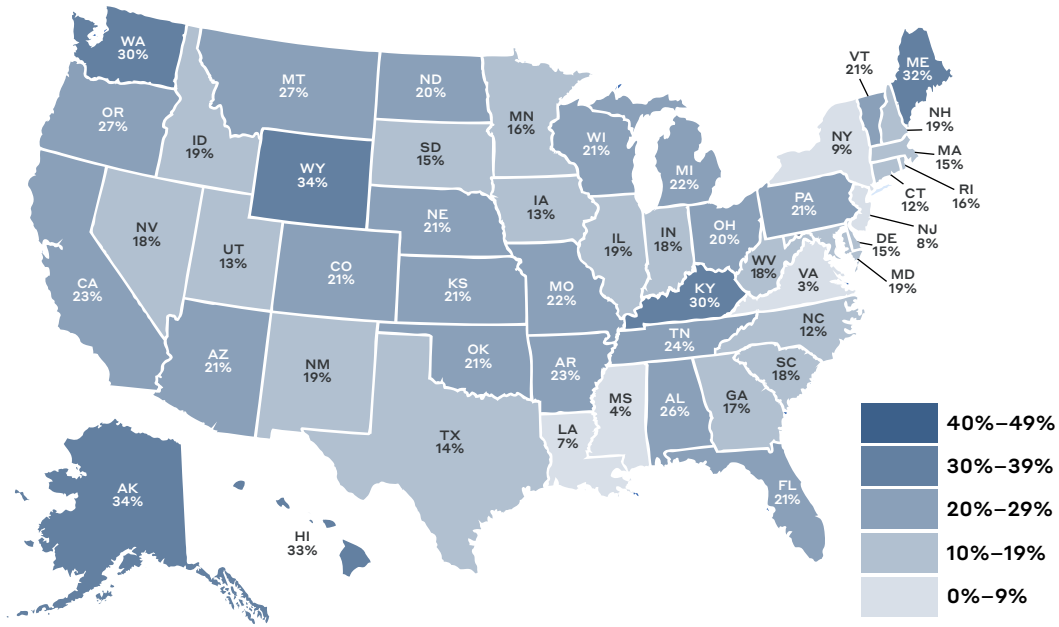 WA
30%
OR
27%
CA
23%
NV
18%
ID
19%
MT
27%
WY
34%
UT
13%
AZ
21%
CO
21%
NM
19%
ND
20%
SD
15%
NE
21%
KS
21%
OK
21%
TX
14%
MN
16%
IA
13%
MO
22%
AR
23%
LA
7%
WI
21%
IL
19%
MI
22%
IN
18%
OH
20%
KY
30%
TN
24%
MS
4%
AL
26%
GA
17%
FL
21%
SC
18%
NC
12%
VA
3%
WV
18%
PA
21%
NY
9%
VT
21%
ME
32%
NH
19%
MA
15%
RI
16%
CT
12%
NJ
8%
DE
15%
MD
19%
AK
34%
HI
33%
40%–49%
30%–39%
20%–29%
10%–19%
0%–9%